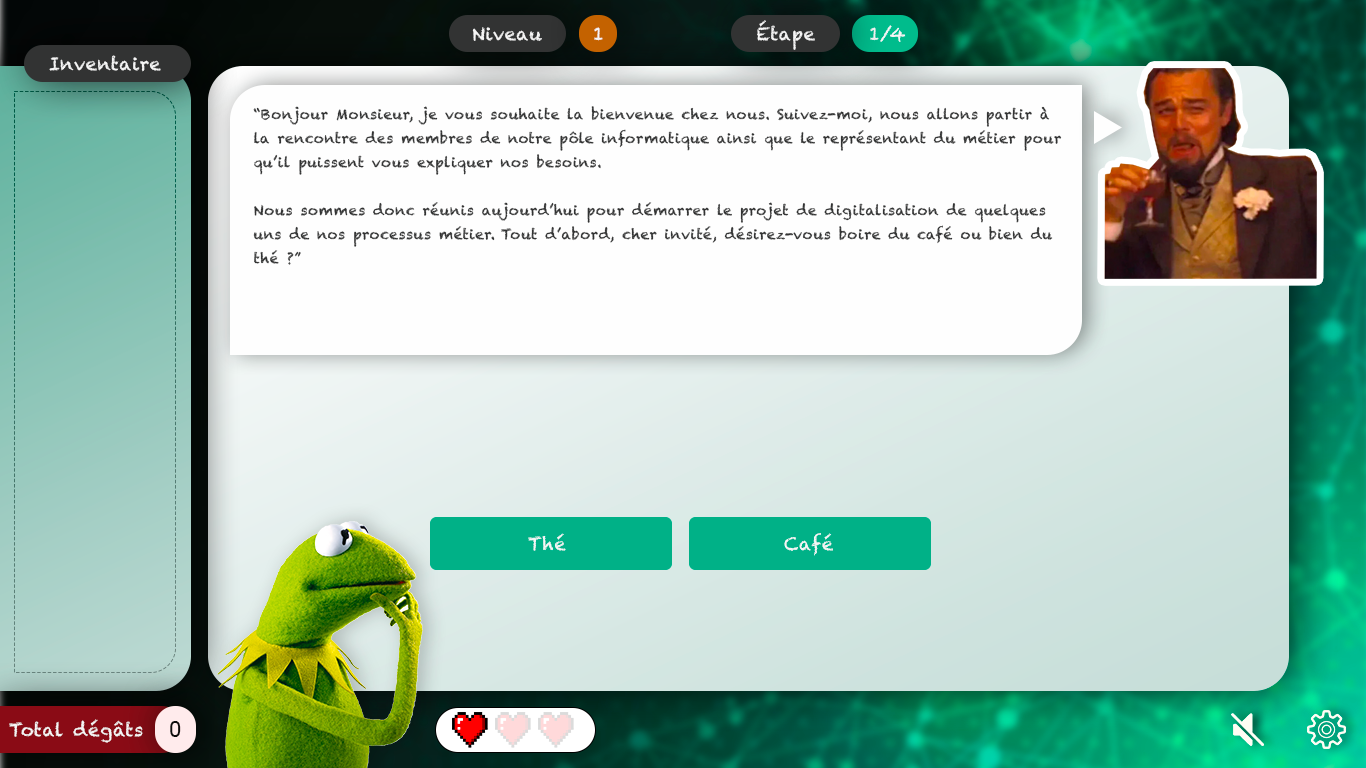 Niveau 1 Étape 1/4
Inventaire
“Bonjour Monsieur, je vous souhaite la bienvenue chez nous. Suivez-moi, nous allons partir à
la rencontre des membres de notre pôle informatique ainsi que le représentant du métier pour
qu’il puissent vous expliquer nos besoins.
Nous sommes donc réunis aujourd’hui pour démarrer le projet de digitalisation de quelques
uns de nos processus métier. Tout d’abord, cher invité, désirez-vous boire du café ou bien du
thé ?”
Thé Café
Total dégâts 0